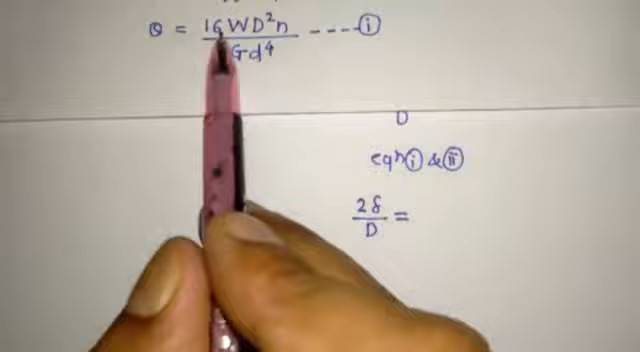 θ = 16WD²n / Gd⁴ ----(i)
D
eqn (i) & (ii)
2δ / D =